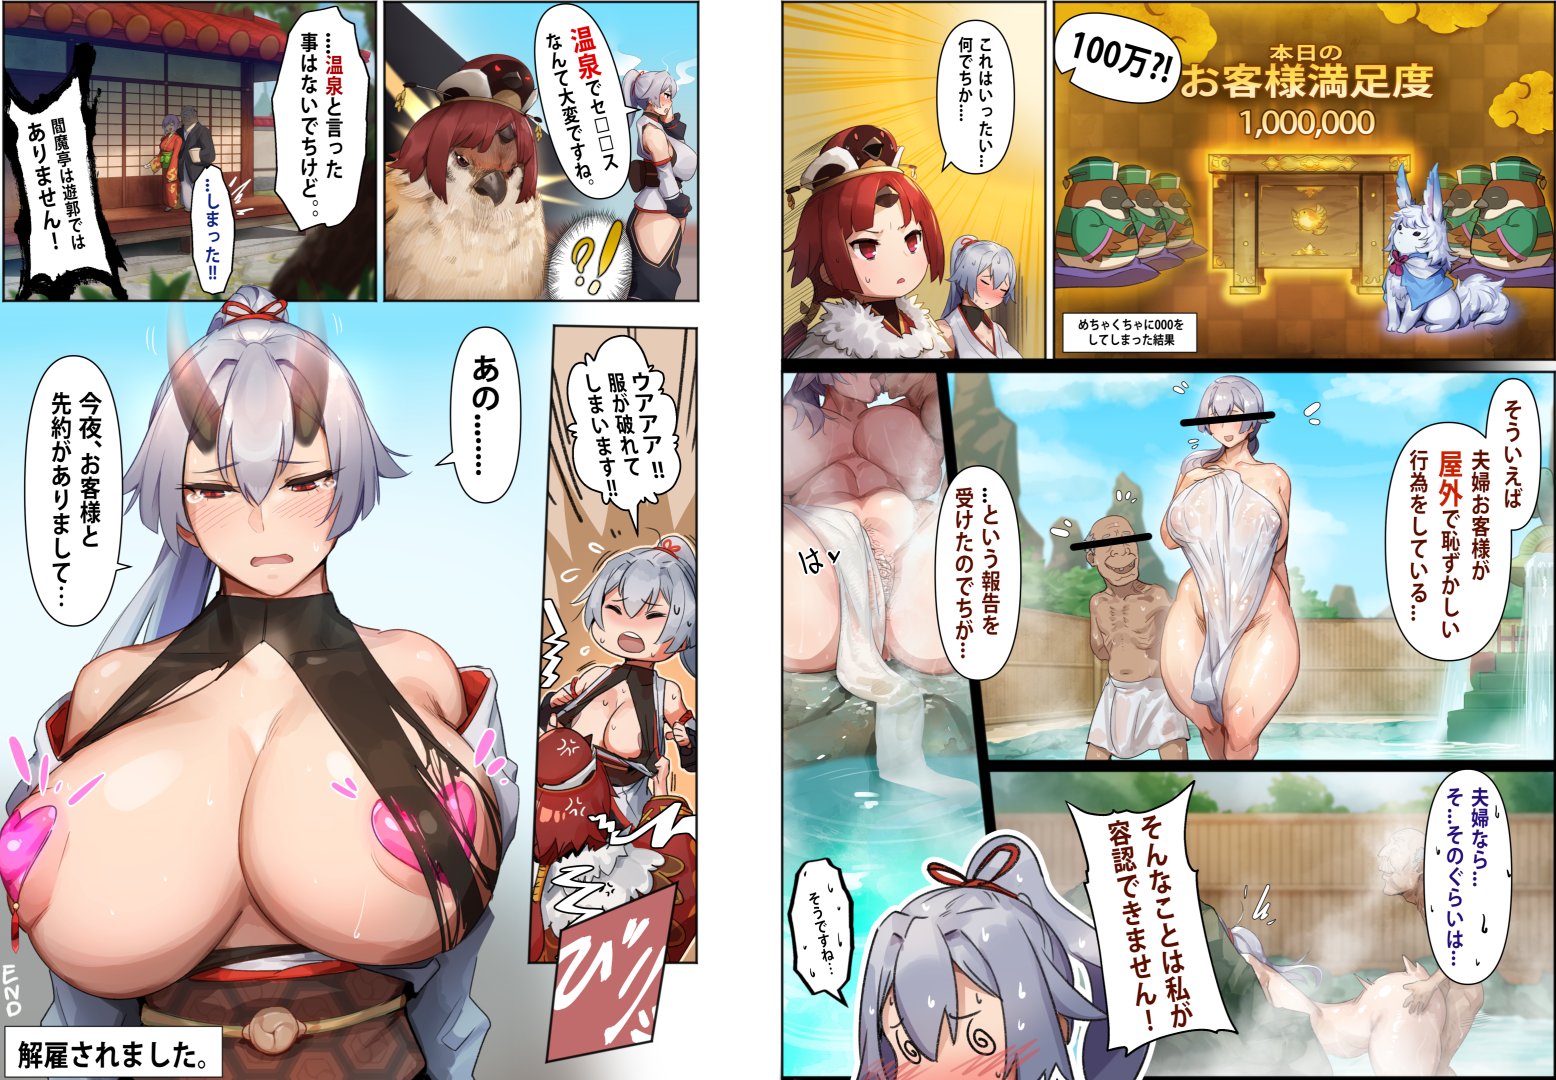 本日の
お客様満足度
1,000,000
100万?!
めちゃくちゃに000を
してしまった結果
これはいったい…
何でちか…
そういえば
夫婦お客様が
屋外で恥ずかしい
行為をしている…
…という報告を
受けたのでちが…
は♥
夫婦なら…
そ…そのぐらいは…
そんなことは私が
容認できません!
そうですね…
温泉でセ□□ス
なんて大変ですね。
?!
……温泉と言った
事はないでちけど。。
…しまった!!
閻魔亭は遊郭では
ありません!
ウアアア!!
服が破れて
しまいます!!
ビリッ
あの………
今夜、お客様と
先約がありまして…
END
解雇されました。